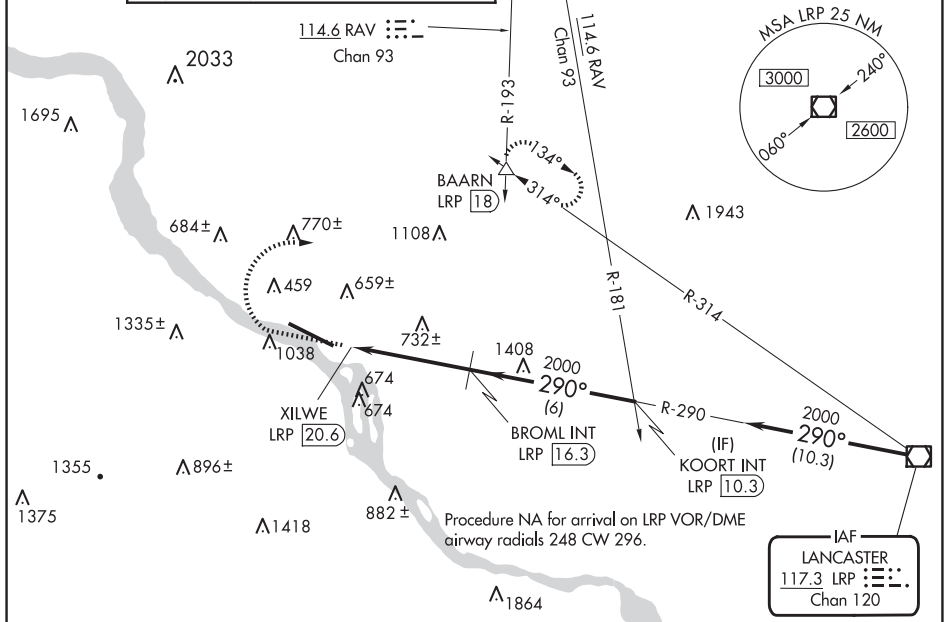 114.6 RAV
Chan 93
114.6 RAV
Chan 93
MSA LRP 25 NM
3000
240°
060°
2600
2033
1695
R-193
134°
314°
BAARN
LRP 18
1943
684±
770±
1108
459
659±
R-181
R-314
1335±
1038
732±
1408
2000
290°
(6)
674
674
XILWE
LRP 20.6
BROML INT
LRP 16.3
R-290
2000
290°
(10.3)
(IF)
KOORT INT
LRP 10.3
1355
896±
1375
1418
882±
Procedure NA for arrival on LRP VOR/DME
airway radials 248 CW 296.
IAF
LANCASTER
117.3 LRP
Chan 120
1864